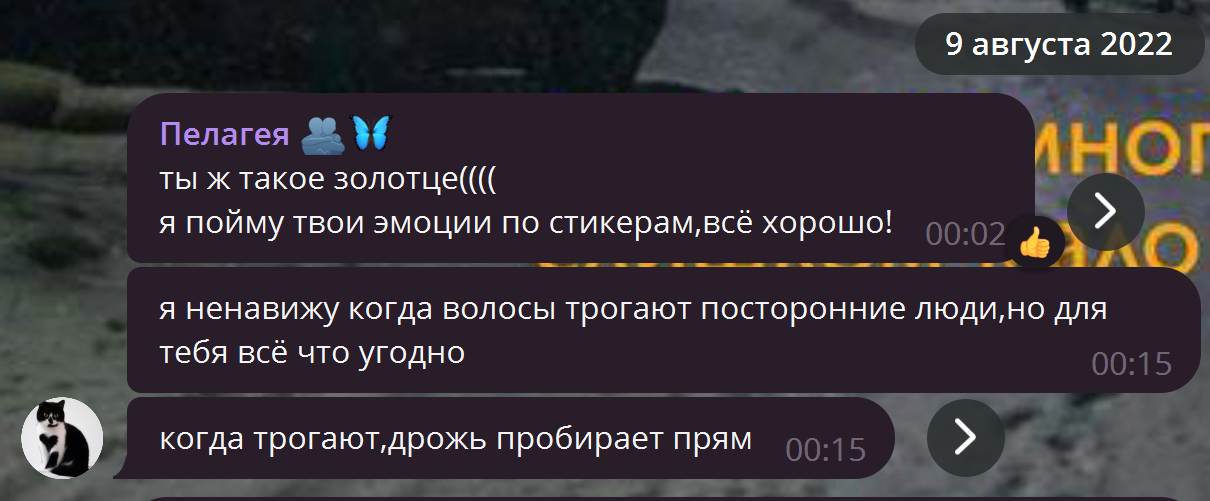 9 августа 2022
Пелагея 🫂🦋
ты ж такое золотце((((
я пойму твои эмоции по стикерам,всё хорошо!
00:02
👍
я ненавижу когда волосы трогают посторонние люди,но для
тебя всё что угодно
00:15
когда трогают,дрожь пробирает прям
00:15